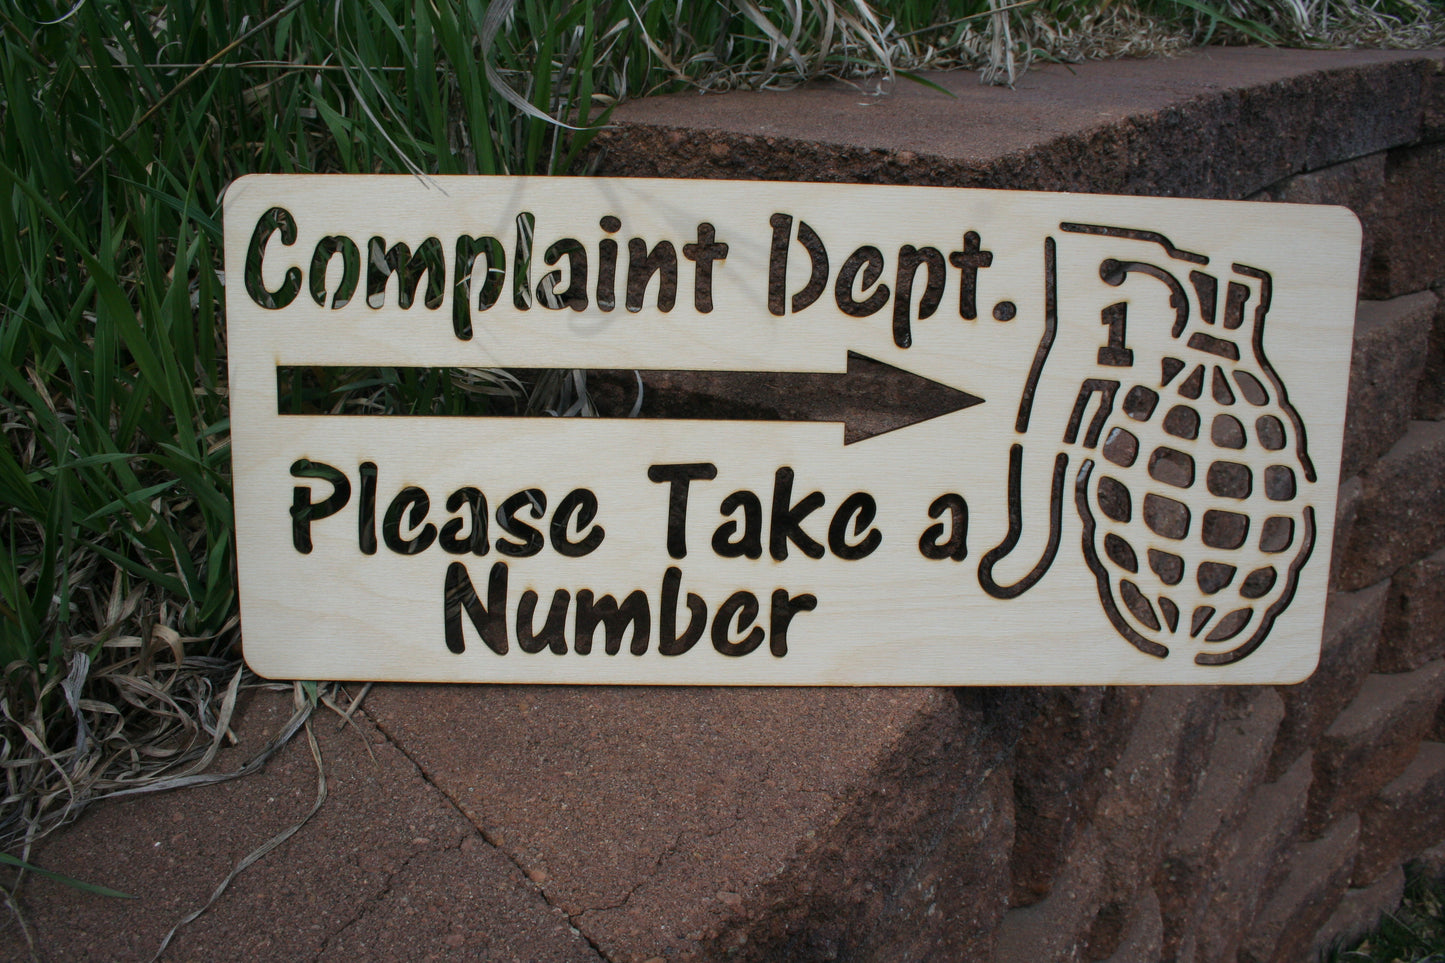 Complaint Dept.
1
Please Take a
Number